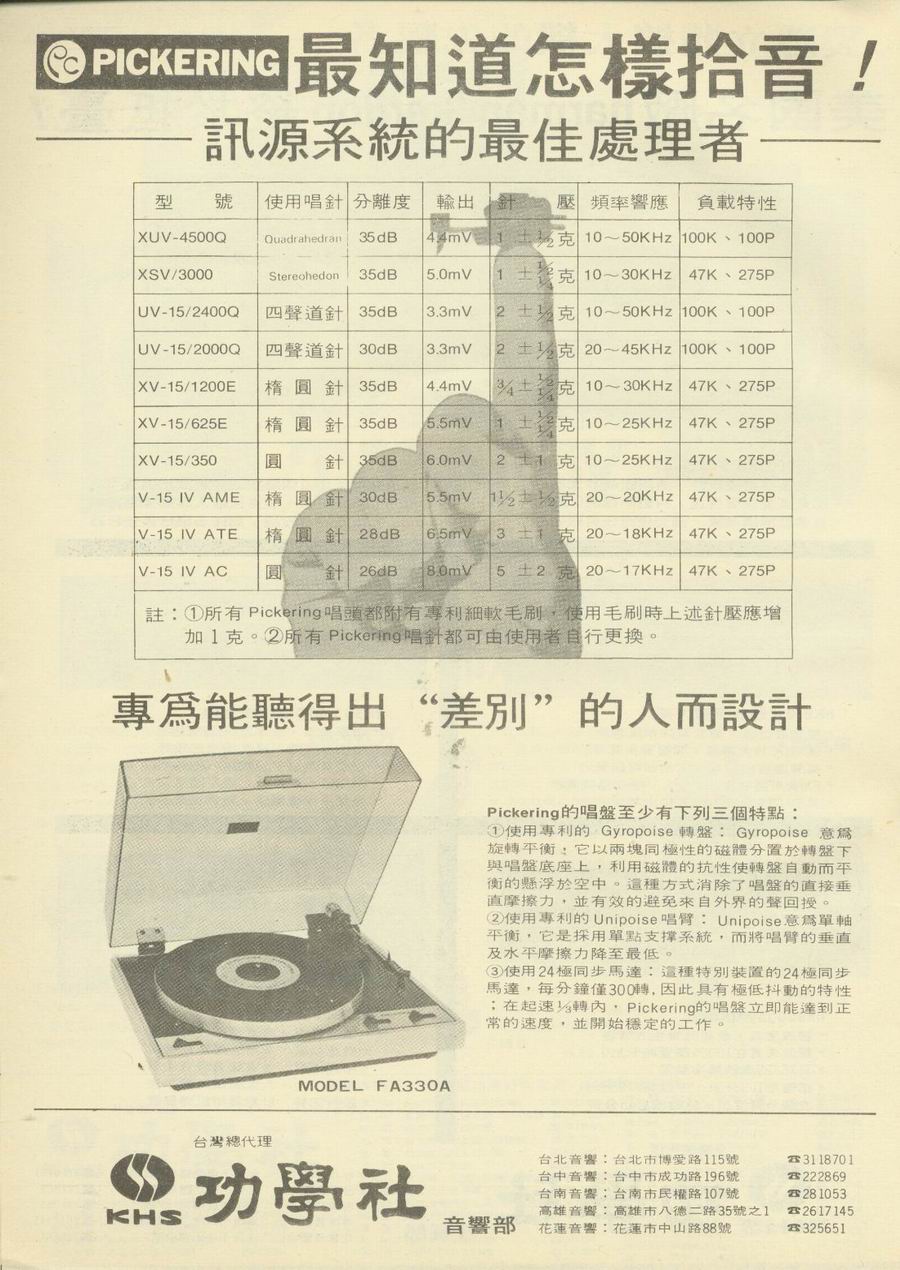 PICKERING 最知道怎樣拾音！
訊源系統的最佳處理者
型 號 使用唱針 分離度 輸出 針 壓 頻率響應 負載特性
XUV-4500Q Quadrahedran 35dB 4.4mV 1 ±½克 10～50KHz 100K、100P
XSV/3000 Stereohedon 35dB 5.0mV 1 ±½ ¼克 10～30KHz 47K、275P
UV-15/2400Q 四聲道針 35dB 3.3mV 2 ±½克 10～50KHz 100K、100P
UV-15/2000Q 四聲道針 30dB 3.3mV 2 ±½克 20～45KHz 100K、100P
XV-15/1200E 橢圓針 35dB 4.4mV ¾ ±½ ¼克 10～30KHz 47K、275P
XV-15/625E 橢圓針 35dB 5.5mV 1 ±½ ¼克 10～25KHz 47K、275P
XV-15/350 圓 針 35dB 6.0mV 2 ±1 克 10～25KHz 47K、275P
V-15 IV AME 橢圓針 30dB 5.5mV 1½±½克 20～20KHz 47K、275P
V-15 IV ATE 橢圓針 28dB 6.5mV 3 ±1 克 20～18KHz 47K、275P
V-15 IV AC 圓 針 26dB 8.0mV 5 ±2 克 20～17KHz 47K、275P
註：①所有 Pickering唱頭都附有專利細軟毛刷，使用毛刷時上述針壓應增
加1克。②所有 Pickering唱針都可由使用者自行更換。
專爲能聽得出 “差別” 的人而設計
Pickering的唱盤至少有下列三個特點：
①使用專利的 Gyropoise 轉盤：Gyropoise 意爲
旋轉平衡；它以兩塊同極性的磁體分置於轉盤下
與唱盤底座上，利用磁體的抗性使轉盤自動而平
衡的懸浮於空中。這種方式消除了唱盤的直接垂
直摩擦力，並有效的避免來自外界的聲回授。
②使用專利的Unipoise唱臂：Unipoise意爲單軸
平衡，它是採用單點支撐系統，而將唱臂的垂直
及水平摩擦力降至最低。
③使用24極同步馬達：這種特別裝置的24極同步
馬達，每分鐘僅300轉，因此具有極低抖動的特性
；在起速⅓轉內，Pickering的唱盤立即能達到正
常的速度，並開始穩定的工作。
MODEL FA330A
台灣總代理
KHS 功學社 音響部
台北音響：台北市博愛路115號 ☎3118701
台中音響：台中市成功路196號 ☎222869
台南音響：台南市民權路107號 ☎281053
高雄音響：高雄市八德二路35號之1 ☎2617145
花蓮音響：花蓮市中山路88號 ☎325651